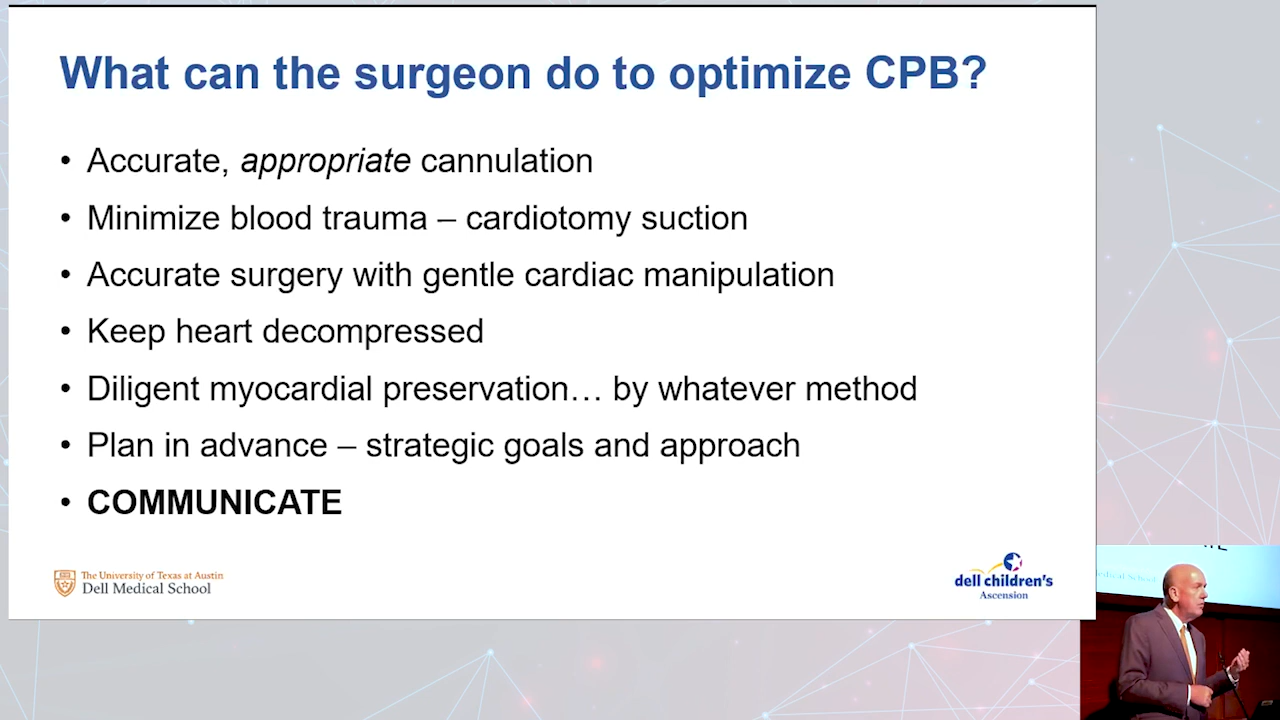 What can the surgeon do to optimize CPB?
• Accurate, appropriate cannulation
• Minimize blood trauma – cardiotomy suction
• Accurate surgery with gentle cardiac manipulation
• Keep heart decompressed
• Diligent myocardial preservation… by whatever method
• Plan in advance – strategic goals and approach
• COMMUNICATE
The University of Texas at Austin
Dell Medical School
dell children's
Ascension
Medical School